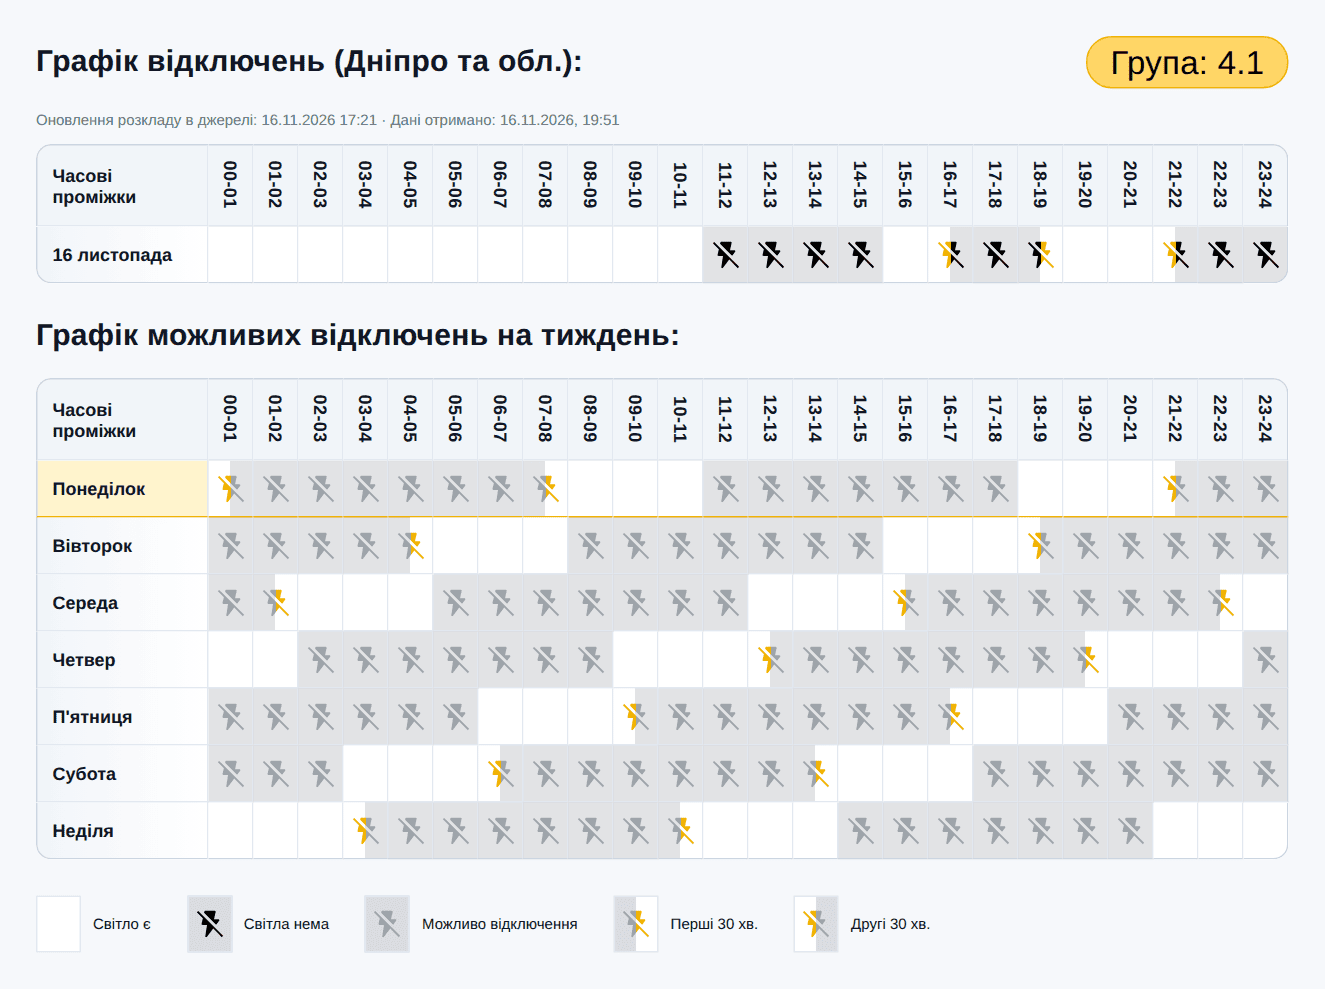 Графік відключень (Дніпро та обл.):
Група: 4.1
Оновлення розкладу в джерелі: 16.11.2026 17:21 · Дані отримано: 16.11.2026, 19:51
Часові проміжки 00-01 01-02 02-03 03-04 04-05 05-06 06-07 07-08 08-09 09-10 10-11 11-12 12-13 13-14 14-15 15-16 16-17 17-18 18-19 19-20 20-21 21-22 22-23 23-24
16 листопада
Графік можливих відключень на тиждень:
Часові проміжки 00-01 01-02 02-03 03-04 04-05 05-06 06-07 07-08 08-09 09-10 10-11 11-12 12-13 13-14 14-15 15-16 16-17 17-18 18-19 19-20 20-21 21-22 22-23 23-24
Понеділок
Вівторок
Середа
Четвер
П'ятниця
Субота
Неділя
Світло є Світла нема Можливо відключення Перші 30 хв. Другі 30 хв.